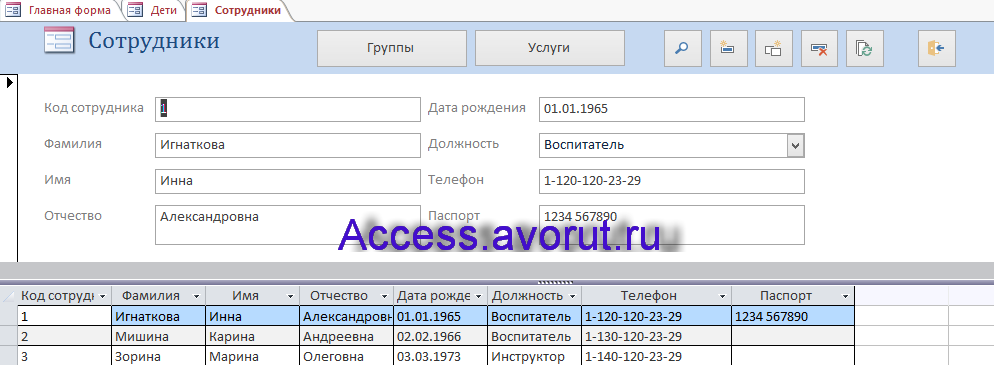 Главная форма Дети Сотрудники
Сотрудники Группы Услуги
Код сотрудника 1 Дата рождения 01.01.1965
Фамилия Игнаткова Должность Воспитатель
Имя Инна Телефон 1-120-120-23-29
Отчество Александровна Паспорт 1234 567890
Access.avorut.ru
Код сотрудн Фамилия Имя Отчество Дата рожде Должность Телефон Паспорт
1 Игнаткова Инна Александровн 01.01.1965 Воспитатель 1-120-120-23-29 1234 567890
2 Мишина Карина Андреевна 02.02.1966 Воспитатель 1-130-120-23-29
3 Зорина Марина Олеговна 03.03.1973 Инструктор 1-140-120-23-29